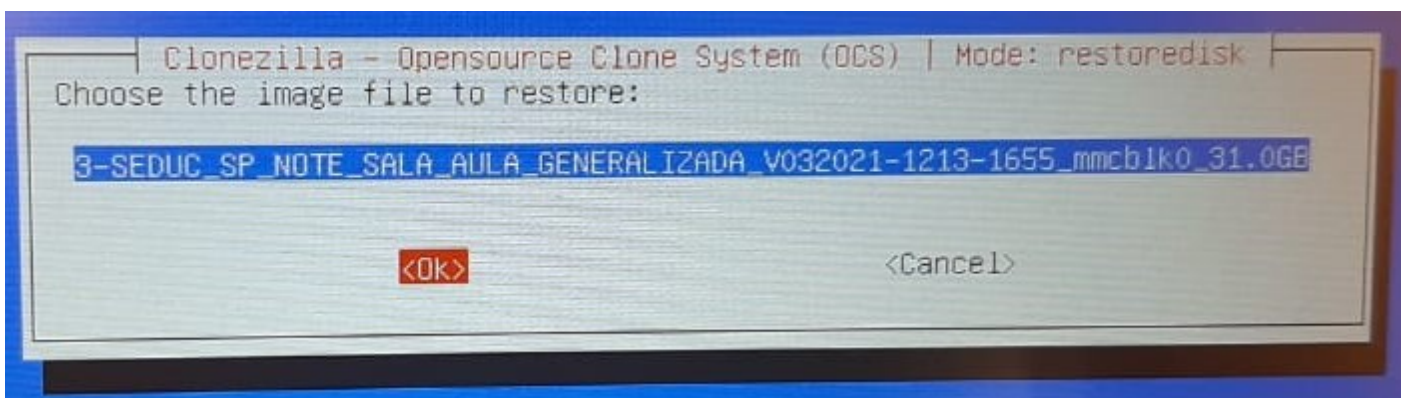 Clonezilla - Opensource Clone System (OCS) | Mode: restoredisk
Choose the image file to restore:
3-SEDUC_SP_NOTE_SALA_AULA_GENERALIZADA_V032021-1213-1655_mmcblk0_31.0GB
<Ok> <Cancel>